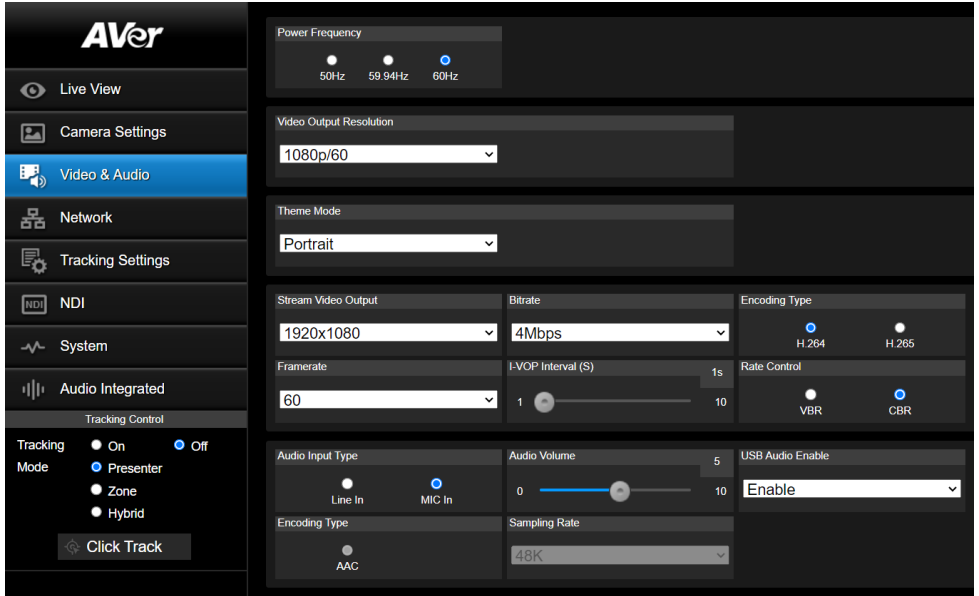 AVer
Live View
Camera Settings
Video & Audio
Network
Tracking Settings
NDI NDI
System
Audio Integrated
Tracking Control
Tracking On Off
Mode Presenter
Zone
Hybrid
Click Track
Power Frequency
50Hz 59.94Hz 60Hz
Video Output Resolution
1080p/60
Theme Mode
Portrait
Stream Video Output Bitrate Encoding Type
1920x1080 4Mbps H.264 H.265
Framerate I-VOP Interval (S) 1s Rate Control
60 1 10 VBR CBR
Audio Input Type Audio Volume 5 USB Audio Enable
Line In MIC In 0 10 Enable
Encoding Type Sampling Rate
AAC 48K